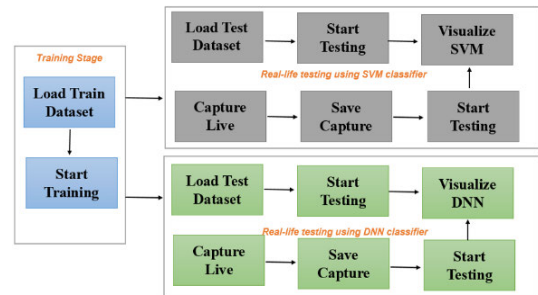 Training Stage
Load Train
Dataset
Start
Training
Load Test
Dataset
Start
Testing
Visualize
SVM
Real-life testing using SVM classifier
Capture
Live
Save
Capture
Start
Testing
Load Test
Dataset
Start
Testing
Visualize
DNN
Real-life testing using DNN classifier
Capture
Live
Save
Capture
Start
Testing